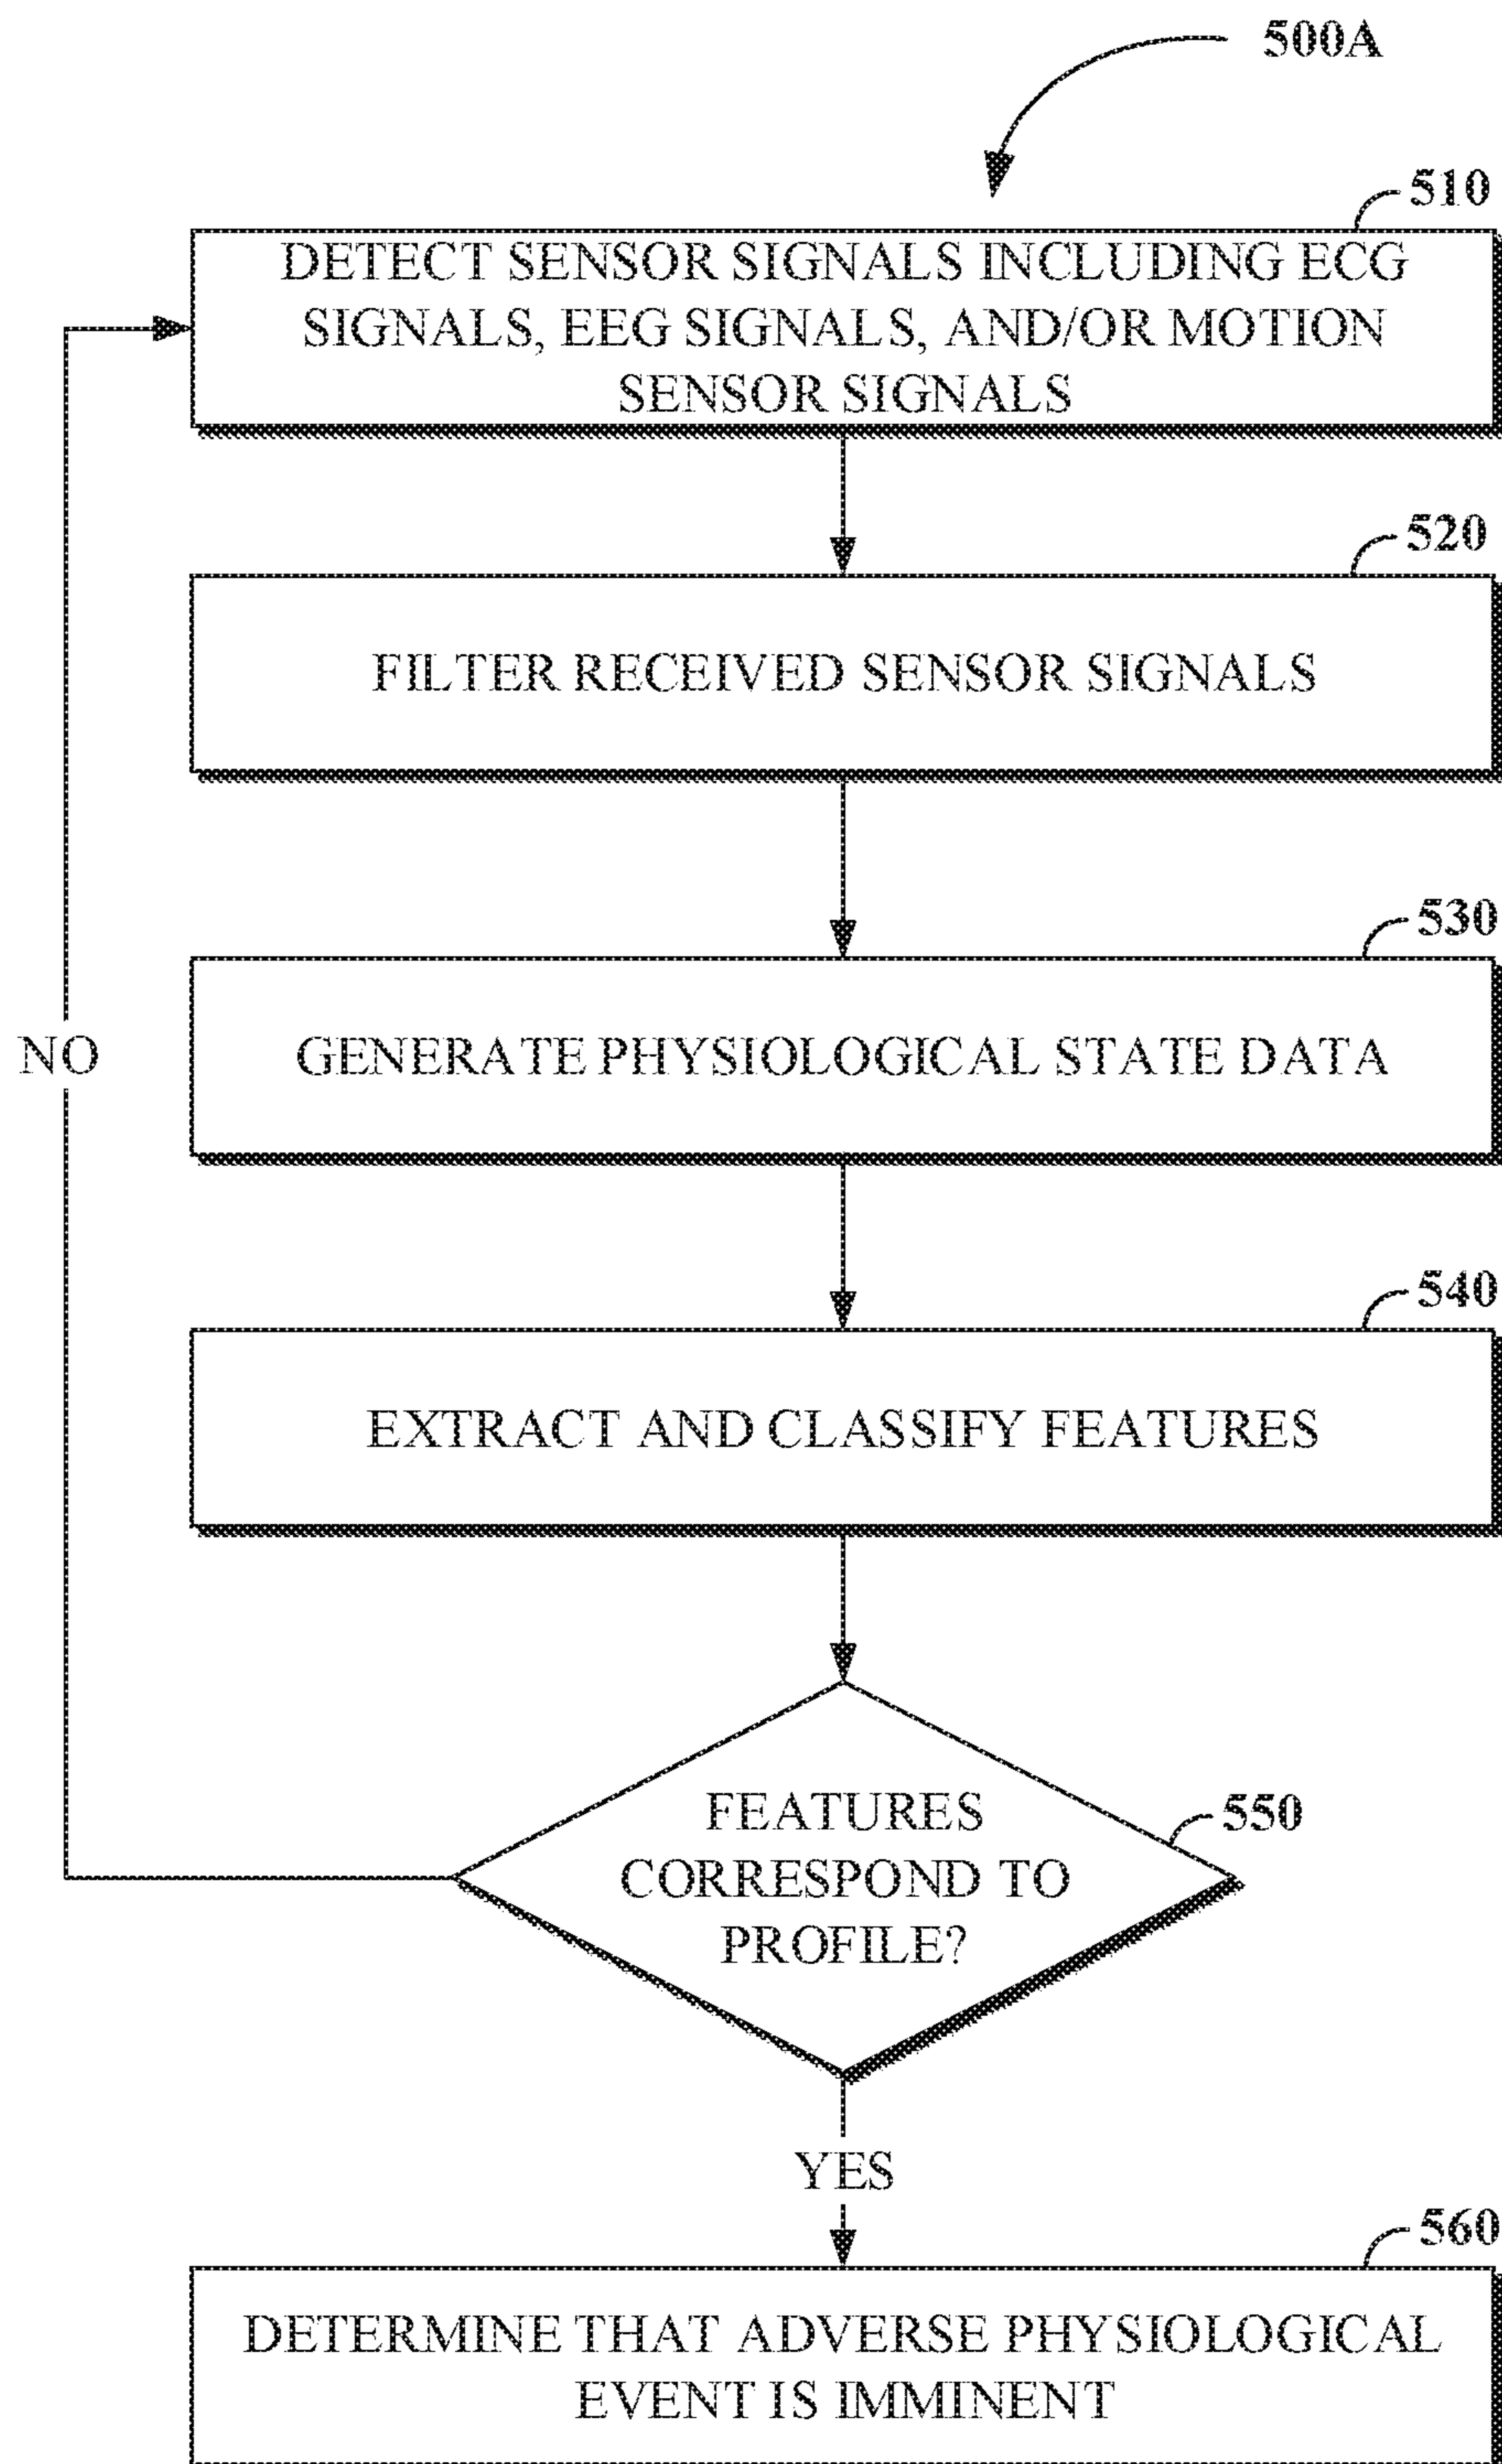 500A
510
DETECT SENSOR SIGNALS INCLUDING ECG
SIGNALS, EEG SIGNALS, AND/OR MOTION
SENSOR SIGNALS
520
FILTER RECEIVED SENSOR SIGNALS
530
NO
GENERATE PHYSIOLOGICAL STATE DATA
540
EXTRACT AND CLASSIFY FEATURES
FEATURES
550
CORRESPOND TO
PROFILE?
YES
560
DETERMINE THAT ADVERSE PHYSIOLOGICAL
EVENT IS IMMINENT